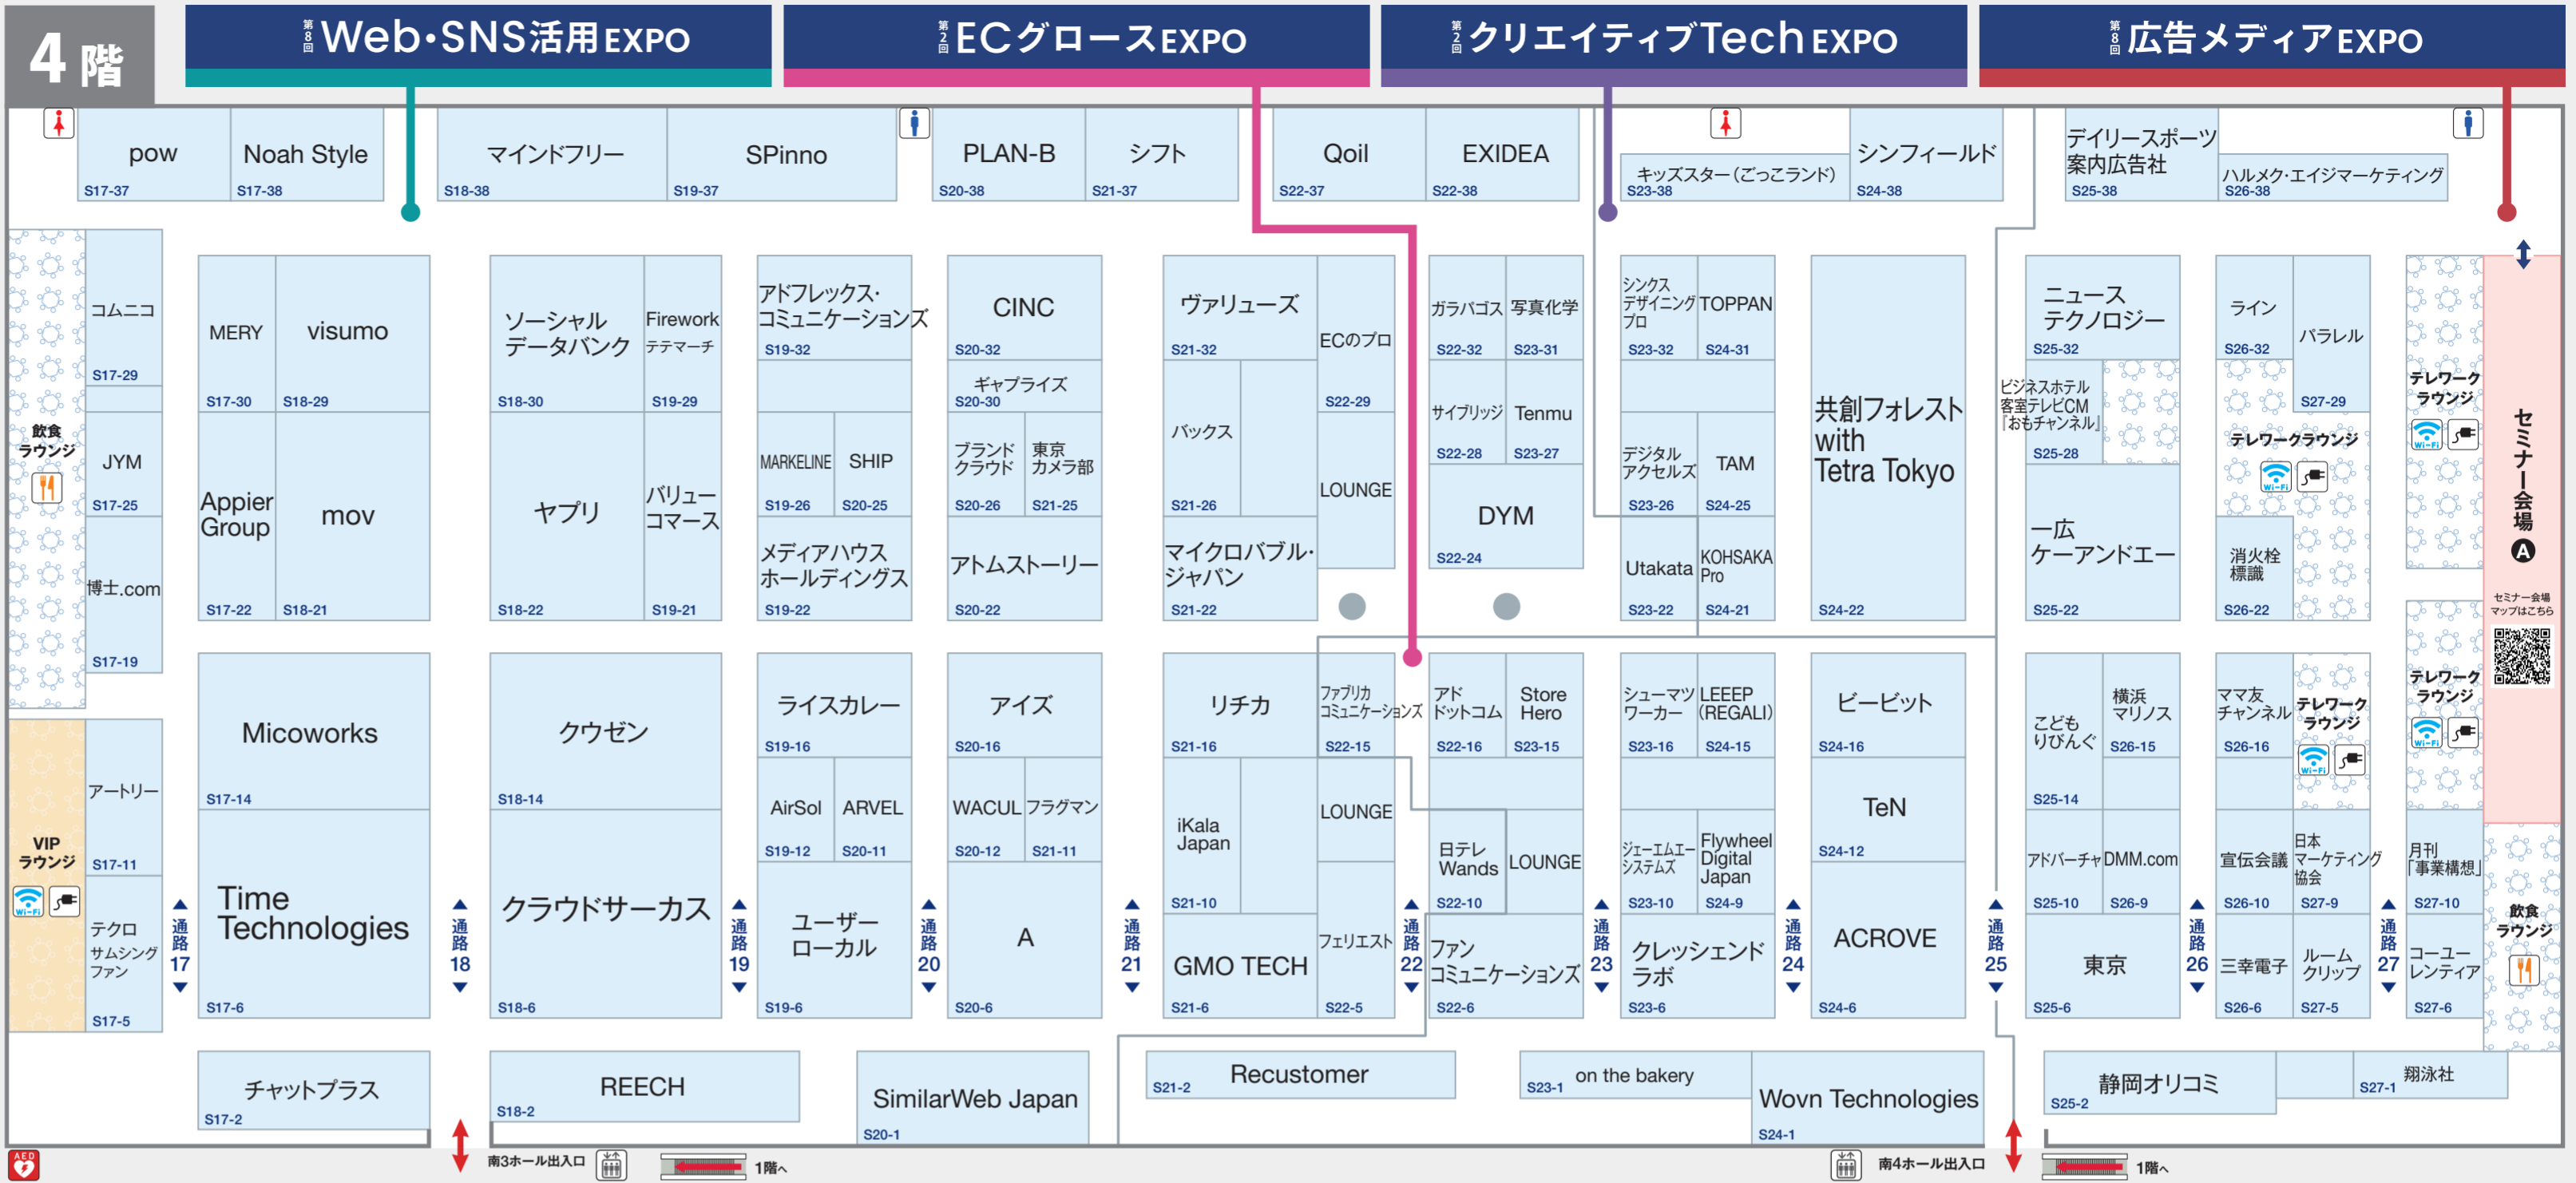 4階
第8回 Web・SNS活用EXPO
第2回 ECグロースEXPO
第2回 クリエイティブTech EXPO
第8回 広告メディアEXPO
pow
S17-37
Noah Style
S17-38
マインドフリー
S18-38
SPinno
S19-37
PLAN-B
S20-38
シフト
S21-37
Qoil
S22-37
EXIDEA
S22-38
キッズスター（ごっこランド）
S23-38
シンフィールド
S24-38
デイリースポーツ
案内広告社
S25-38
ハルメク・エイジマーケティング
S26-38
飲食
ラウンジ
コムニコ
S17-29
JYM
S17-25
博士.com
S17-19
MERY
S17-30
visumo
S18-29
Appier
Group
S17-22
mov
S18-21
ソーシャル
データバンク
S18-30
Firework
テテマーチ
S19-29
ヤプリ
S18-22
バリュー
コマース
S19-21
アドフレックス・
コミュニケーションズ
S19-32
MARKELINE
S19-26
SHIP
S20-25
メディアハウス
ホールディングス
S19-22
CINC
S20-32
ギャプライズ
S20-30
ブランド
クラウド
S20-26
東京
カメラ部
S21-25
アトムストーリー
S20-22
ヴァリューズ
S21-32
ECのプロ
S22-29
バックス
S21-26
LOUNGE
マイクロバブル・
ジャパン
S21-22
ガラパゴス
S22-32
写真化学
S23-31
サイブリッジ
S22-28
Tenmu
S23-27
DYM
S22-24
シンクス
デザイニング
プロ
S23-32
TOPPAN
S24-31
デジタル
アクセルズ
S23-26
TAM
S24-25
Utakata
S23-22
KOHSAKA
Pro
S24-21
共創フォレスト
with
Tetra Tokyo
S24-22
ニュース
テクノロジー
S25-32
ビジネスホテル
客室テレビCM
『おもチャンネル』
S25-28
一広
ケーアンドエー
S25-22
ライン
S26-32
パラレル
S27-29
テレワークラウンジ
Wi-Fi
消火栓
標識
S26-22
テレワーク
ラウンジ
Wi-Fi
セミナー会場
A
セミナー会場
マップはこちら
VIP
ラウンジ
Wi-Fi
アートリー
S17-11
テクロ
サムシング
ファン
S17-5
Micoworks
S17-14
Time
Technologies
S17-6
クウゼン
S18-14
クラウドサーカス
S18-6
ライスカレー
S19-16
AirSol
S19-12
ARVEL
S20-11
ユーザー
ローカル
S19-6
アイズ
S20-16
WACUL
S20-12
フラグマン
S21-11
A
S20-6
リチカ
S21-16
ファブリカ
コミュニケーションズ
S22-15
iKala
Japan
S21-10
LOUNGE
GMO TECH
S21-6
フェリエスト
S22-5
アド
ドットコム
S22-16
Store
Hero
S23-15
日テレ
Wands
S22-10
LOUNGE
ファン
コミュニケーションズ
S22-6
シューマツ
ワーカー
S23-16
LEEEP
(REGALI)
S24-15
ジェーエムエー
システムズ
S23-10
Flywheel
Digital
Japan
S24-9
クレッシェンド
ラボ
S23-6
ビービット
S24-16
TeN
S24-12
ACROVE
S24-6
こども
りびんぐ
S25-14
横浜
マリノス
S26-15
アドバーチャ
S25-10
DMM.com
S26-9
東京
S25-6
ママ友
チャンネル
S26-16
テレワーク
ラウンジ
Wi-Fi
宣伝会議
S26-10
日本
マーケティング
協会
S27-9
三幸電子
S26-6
ルーム
クリップ
S27-5
テレワーク
ラウンジ
Wi-Fi
月刊
「事業構想」
S27-10
コーユー
レンティア
S27-6
飲食
ラウンジ
通路17
通路18
通路19
通路20
通路21
通路22
通路23
通路24
通路25
通路26
通路27
チャットプラス
S17-2
REECH
S18-2
SimilarWeb Japan
S20-1
Recustomer
S21-2
on the bakery
S23-1
Wovn Technologies
S24-1
静岡オリコミ
S25-2
翔泳社
S27-1
AED
南3ホール出入口
1階へ
南4ホール出入口
1階へ